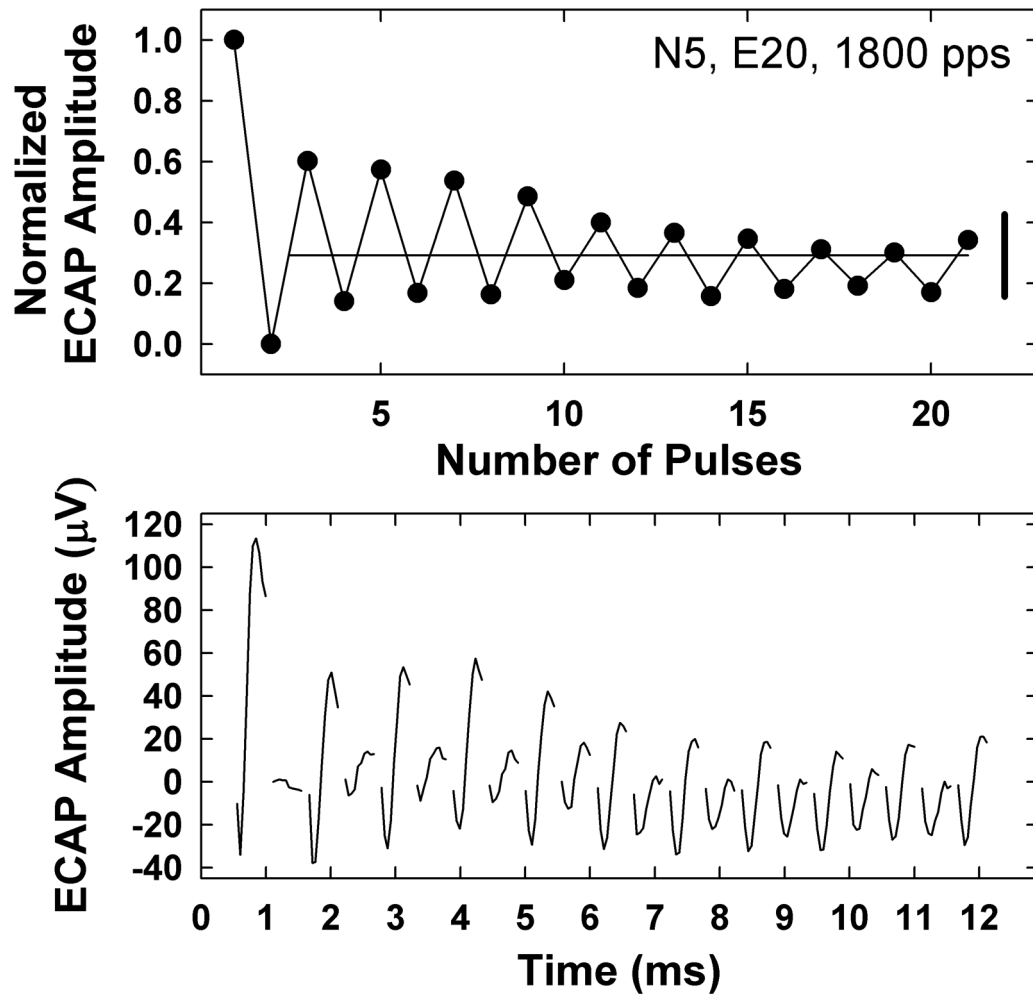 N5, E20, 1800 pps
Normalized
ECAP Amplitude
1.0
0.8
0.6
0.4
0.2
0.0
5 10 15 20
Number of Pulses
ECAP Amplitude (μV)
120
100
80
60
40
20
0
-20
-40
0 1 2 3 4 5 6 7 8 9 10 11 12
Time (ms)